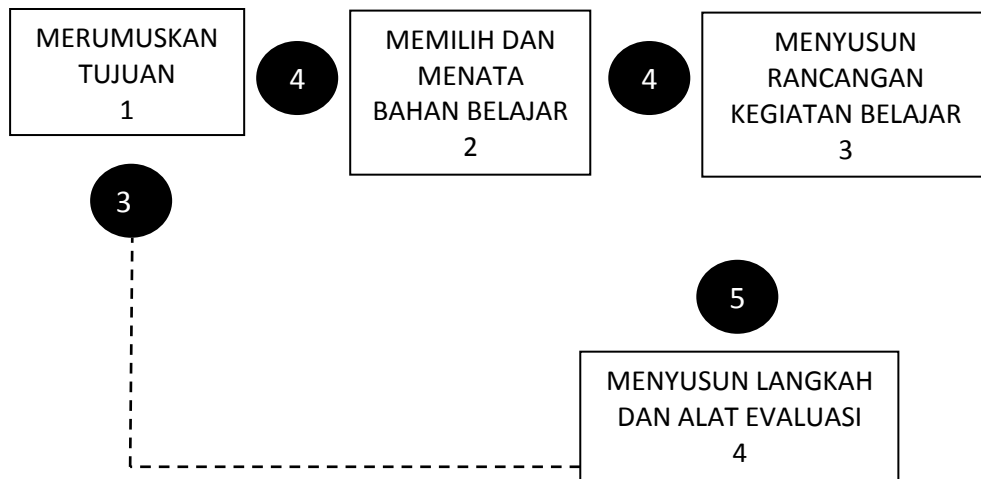 MERUMUSKAN
TUJUAN
1
4
MEMILIH DAN
MENATA
BAHAN BELAJAR
2
4
MENYUSUN
RANCANGAN
KEGIATAN BELAJAR
3
3
5
MENYUSUN LANGKAH
DAN ALAT EVALUASI
4